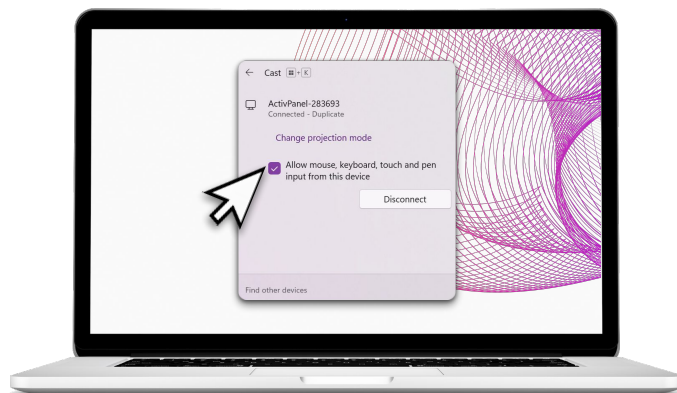 Cast ⊞+K
ActivPanel-283693
Connected - Duplicate
Change projection mode
Allow mouse, keyboard, touch and pen
input from this device
Disconnect
Find other devices